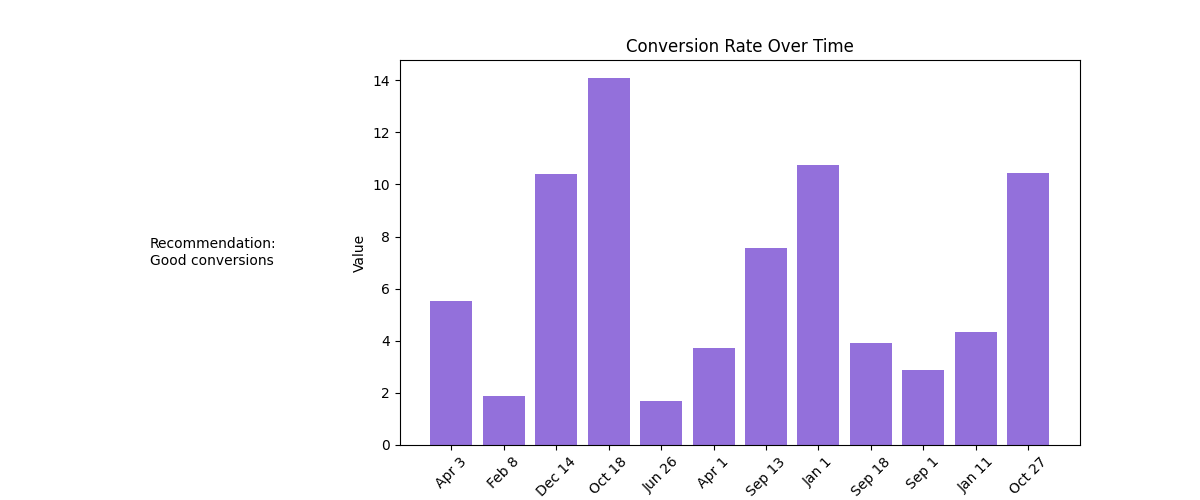 Conversion Rate Over Time
Recommendation:
Good conversions
Value
14
12
10
8
6
4
2
0
Apr 3
Feb 8
Dec 14
Oct 18
Jun 26
Apr 1
Sep 13
Jan 1
Sep 18
Sep 1
Jan 11
Oct 27